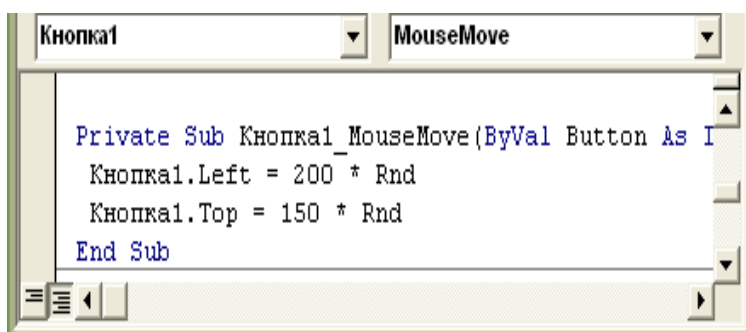 Кнопка1 MouseMove
Private Sub Кнопка1_MouseMove(ByVal Button As I
Кнопка1.Left = 200 * Rnd
Кнопка1.Top = 150 * Rnd
End Sub